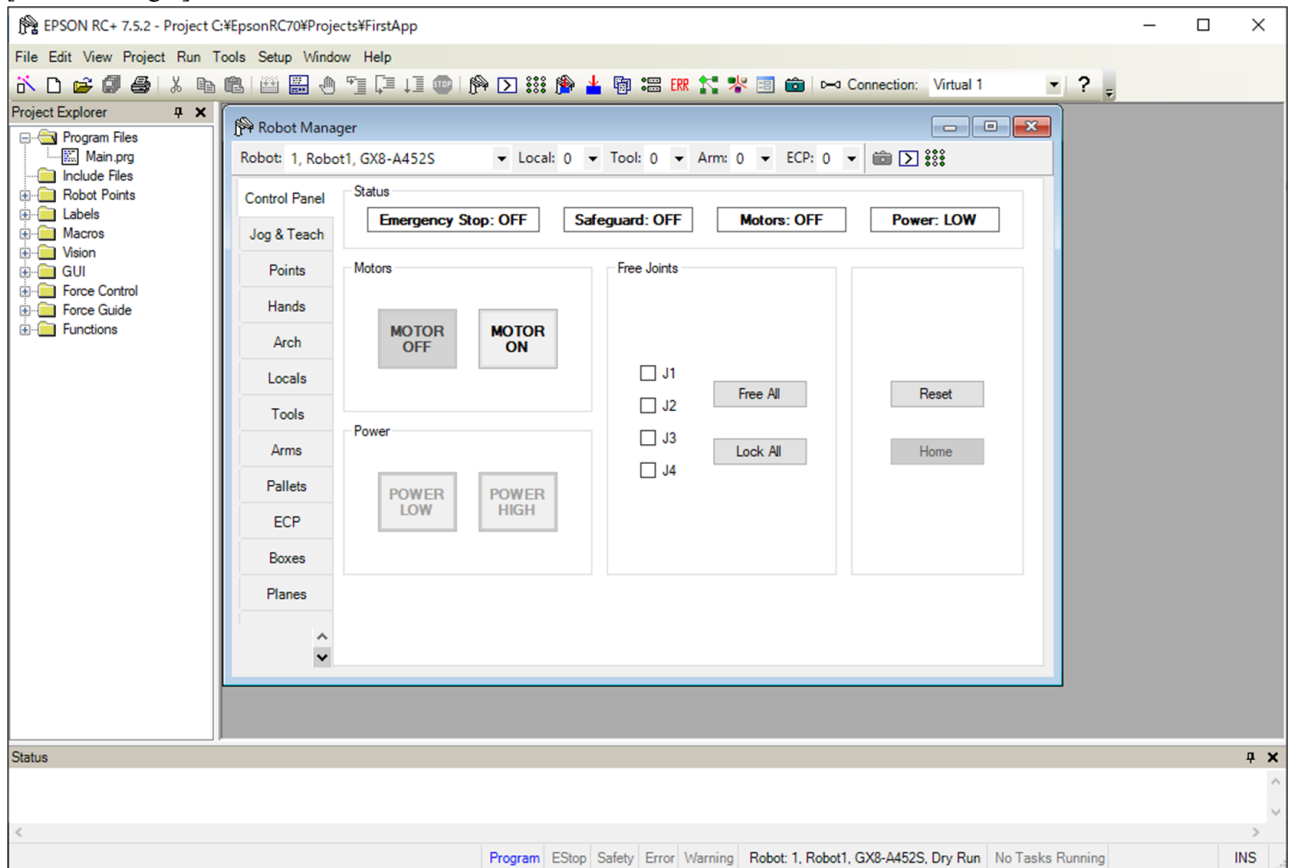 EPSON RC+ 7.5.2 - Project C:¥EpsonRC70¥Projects¥FirstApp
File Edit View Project Run Tools Setup Window Help
STOP ERR Connection: Virtual 1 ?
Project Explorer
Program Files
Main.prg
Include Files
Robot Points
Labels
Macros
Vision
GUI
Force Control
Force Guide
Functions
Robot Manager
Robot: 1, Robot1, GX8-A452S Local: 0 Tool: 0 Arm: 0 ECP: 0
Control Panel
Jog & Teach
Points
Hands
Arch
Locals
Tools
Arms
Pallets
ECP
Boxes
Planes
Status
Emergency Stop: OFF Safeguard: OFF Motors: OFF Power: LOW
Motors
MOTOR OFF
MOTOR ON
Power
POWER LOW
POWER HIGH
Free Joints
J1
J2
J3
J4
Free All
Lock All
Reset
Home
Status
Program EStop Safety Error Warning Robot: 1, Robot1, GX8-A452S, Dry Run No Tasks Running INS